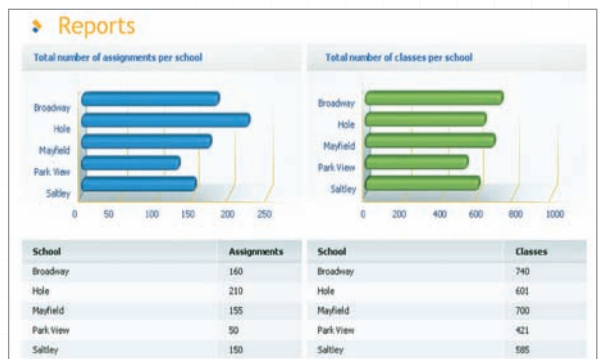 Reports
Total number of assignments per school
Broadway
Hole
Mayfield
Park View
Saltley
0 50 100 150 200 250
Total number of classes per school
Broadway
Hole
Mayfield
Park View
Saltley
0 200 400 600 800 1000
School Assignments
Broadway 160
Hole 210
Mayfield 155
Park View 50
Saltley 150
School Classes
Broadway 740
Hole 601
Mayfield 700
Park View 421
Saltley 585